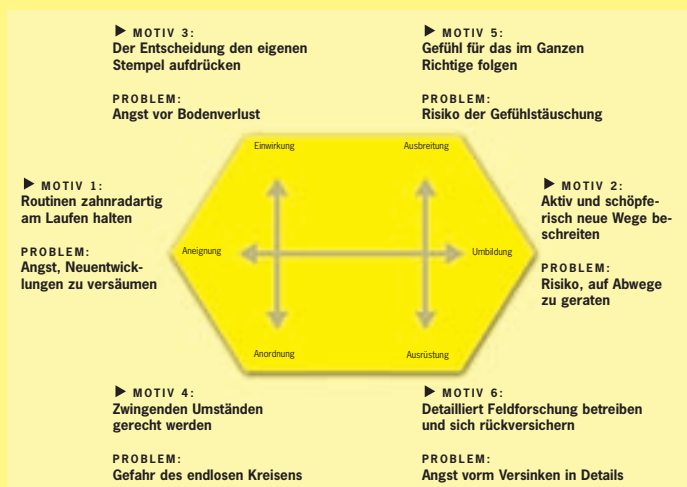 ▶ MOTIV 3:
Der Entscheidung den eigenen
Stempel aufdrücken
PROBLEM:
Angst vor Bodenverlust
▶ MOTIV 5:
Gefühl für das im Ganzen
Richtige folgen
PROBLEM:
Risiko der Gefühlstäuschung
Einwirkung
Ausbreitung
▶ MOTIV 1:
Routinen zahnradartig
am Laufen halten
PROBLEM:
Angst, Neuentwick-
lungen zu versäumen
Aneignung
Umbildung
▶ MOTIV 2:
Aktiv und schöpfe-
risch neue Wege be-
schreiten
PROBLEM:
Risiko, auf Abwege
zu geraten
Anordnung
Ausrüstung
▶ MOTIV 4:
Zwingenden Umständen
gerecht werden
PROBLEM:
Gefahr des endlosen Kreisens
▶ MOTIV 6:
Detailliert Feldforschung betreiben
und sich rückversichern
PROBLEM:
Angst vorm Versinken in Details